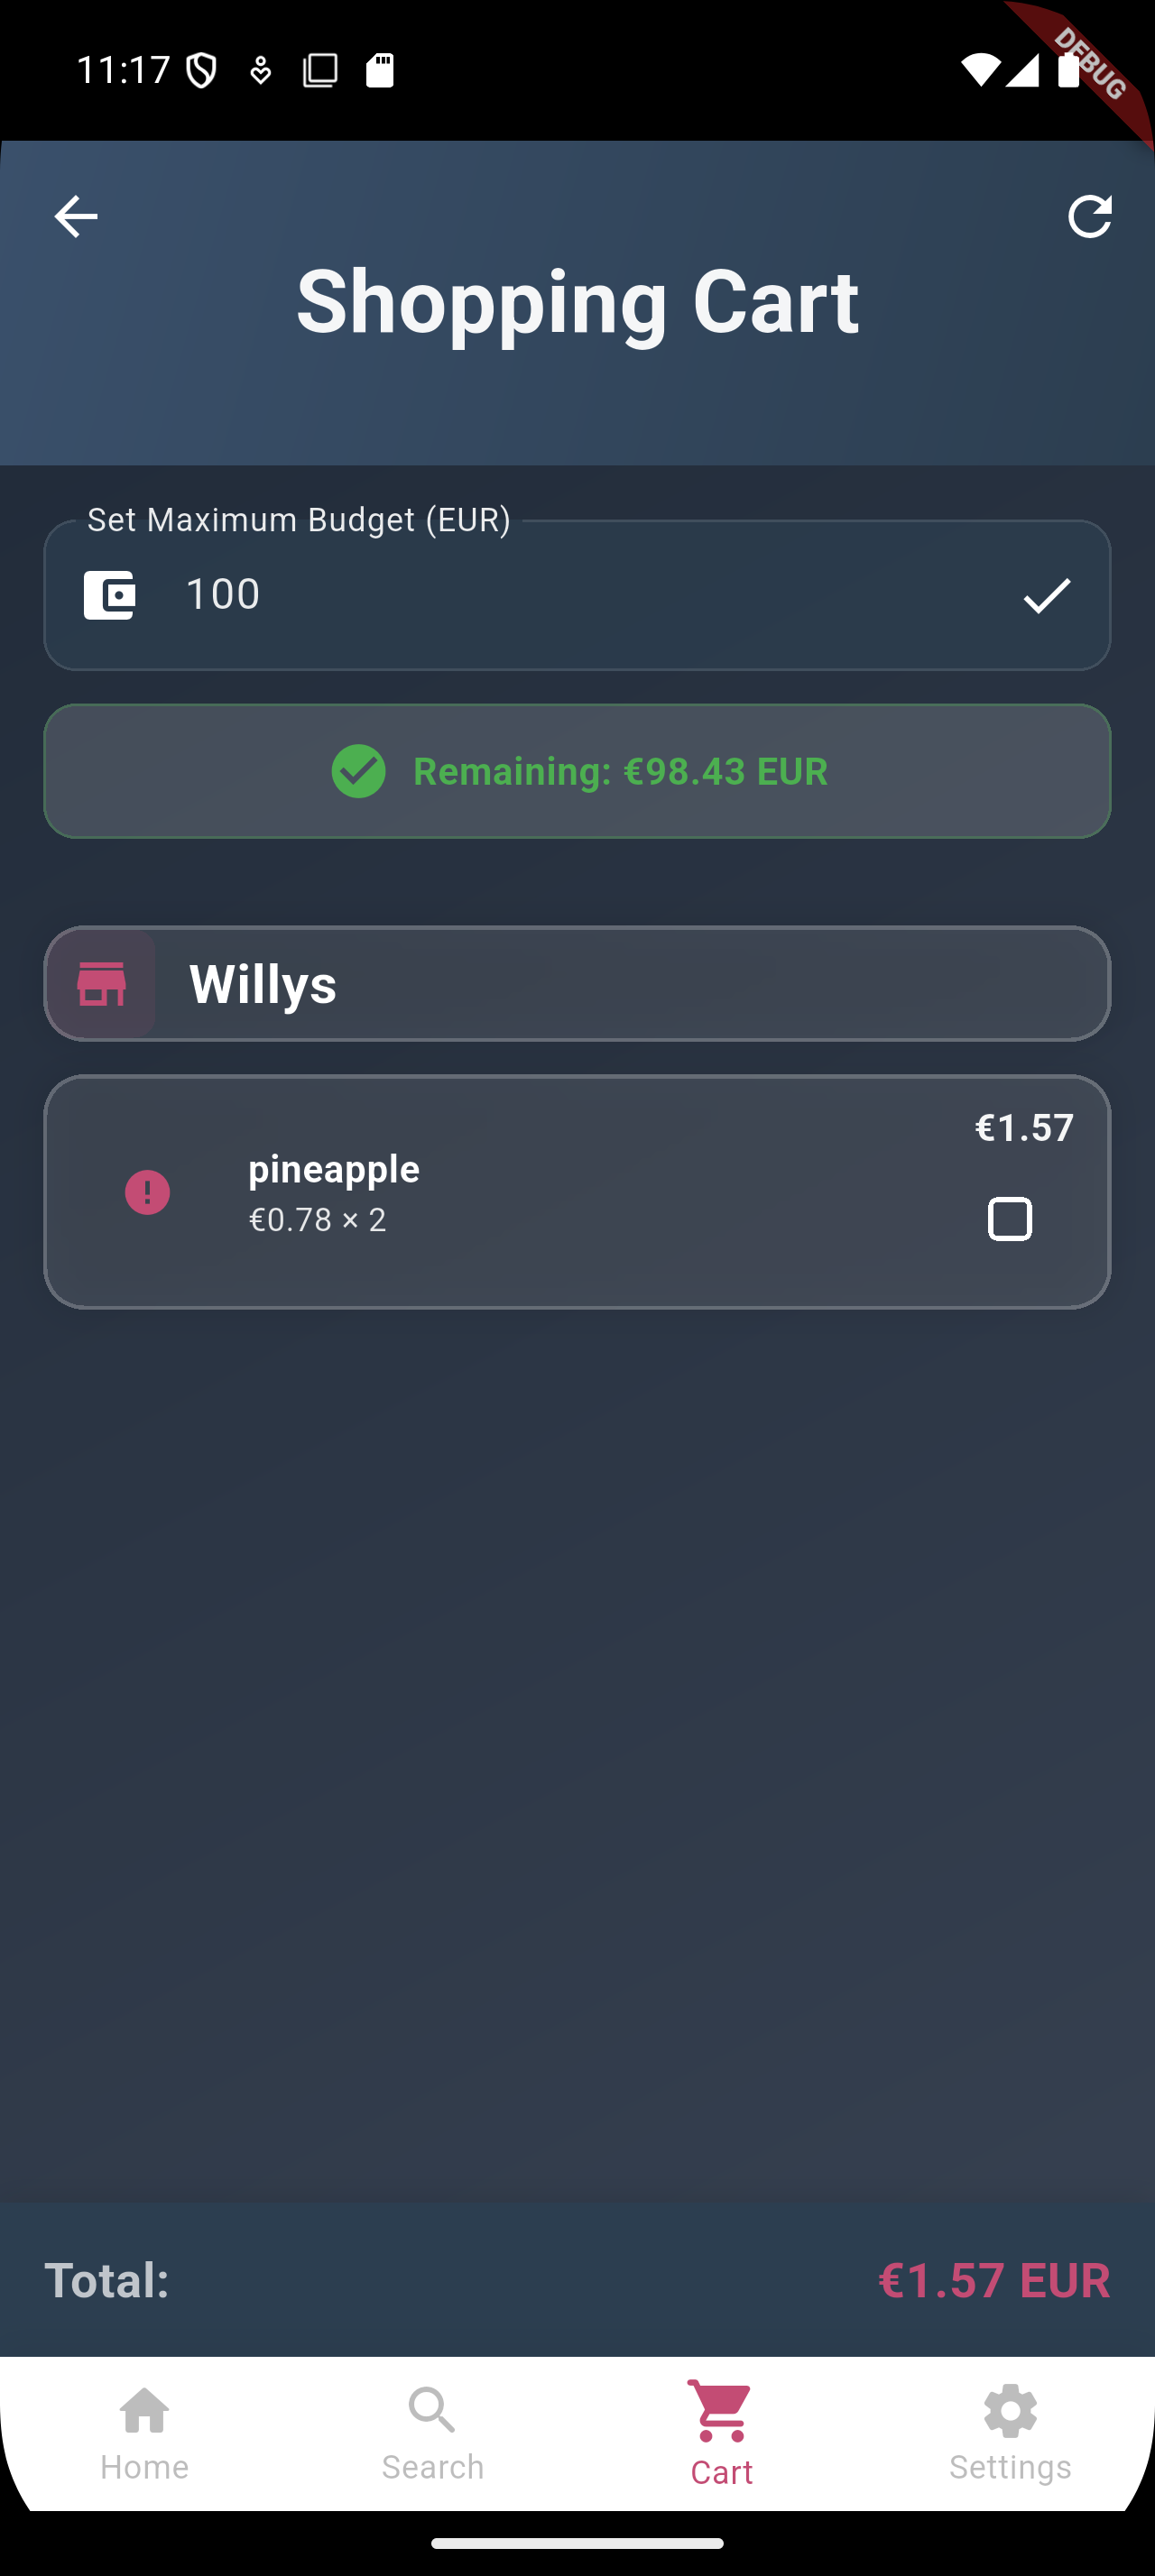 11:17
DEBUG
Shopping Cart
Set Maximum Budget (EUR)
100
Remaining: €98.43 EUR
Willys
€1.57
pineapple
€0.78 × 2
Total:
€1.57 EUR
Home
Search
Cart
Settings